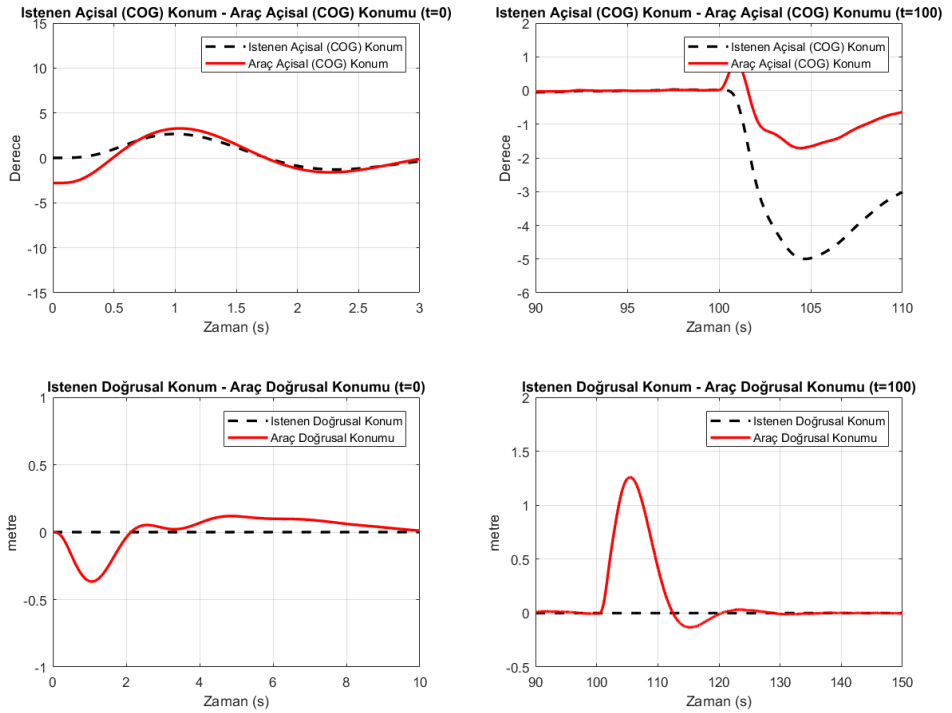 Istenen Açisal (COG) Konum - Araç Açisal (COG) Konumu (t=0)
15
10
5
0
-5
-10
-15
Derece
Istenen Açisal (COG) Konum
Araç Açisal (COG) Konum
0
0.5
1
1.5
2
2.5
3
Zaman (s)
Istenen Açisal (COG) Konum - Araç Açisal (COG) Konumu (t=100)
2
1
0
-1
-2
-3
-4
-5
-6
Derece
Istenen Açisal (COG) Konum
Araç Açisal (COG) Konum
90
95
100
105
110
Zaman (s)
Istenen Doğrusal Konum - Araç Doğrusal Konumu (t=0)
1
0.5
0
-0.5
-1
metre
Istenen Doğrusal Konum
Araç Doğrusal Konumu
0
2
4
6
8
10
Zaman (s)
Istenen Doğrusal Konum - Araç Doğrusal Konumu (t=100)
2
1.5
1
0.5
0
-0.5
metre
Istenen Doğrusal Konum
Araç Doğrusal Konumu
90
100
110
120
130
140
150
Zaman (s)